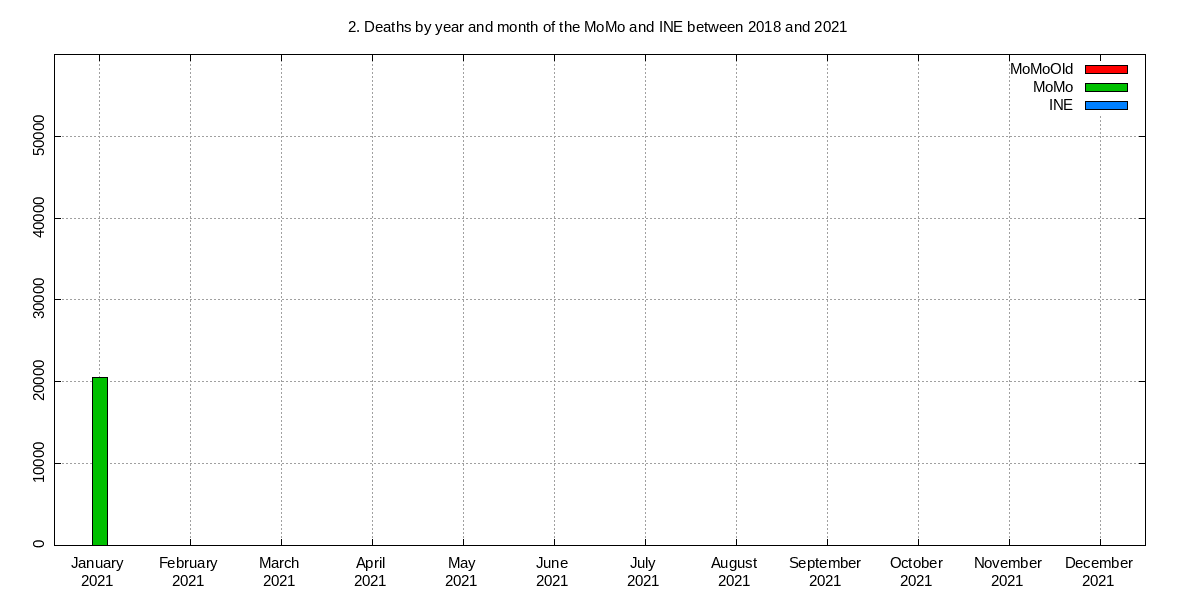 2. Deaths by year and month of the MoMo and INE between 2018 and 2021
MoMoOld
MoMo
INE
50000
40000
30000
20000
10000
0
January February March April May June July August September October November December
2021 2021 2021 2021 2021 2021 2021 2021 2021 2021 2021 2021